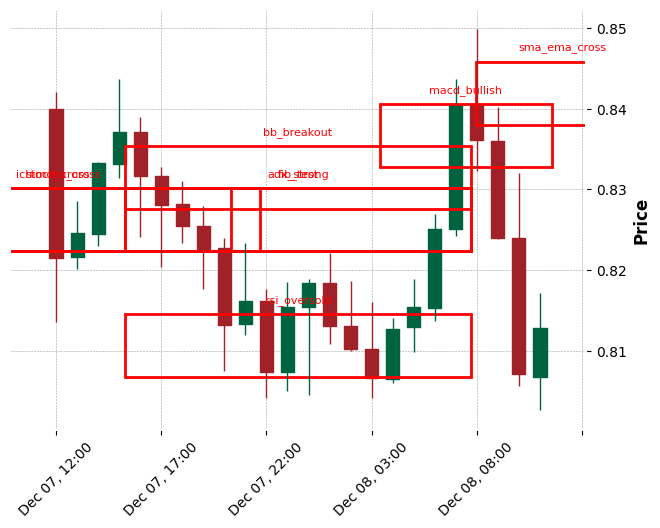 sma_ema_cross
0.85
macd_bullish
0.84
bb_breakout
adx_strong
0.83
0.82
rsi_oversold
0.81
Price
Dec 07, 12:00
Dec 07, 17:00
Dec 07, 22:00
Dec 08, 03:00
Dec 08, 08:00